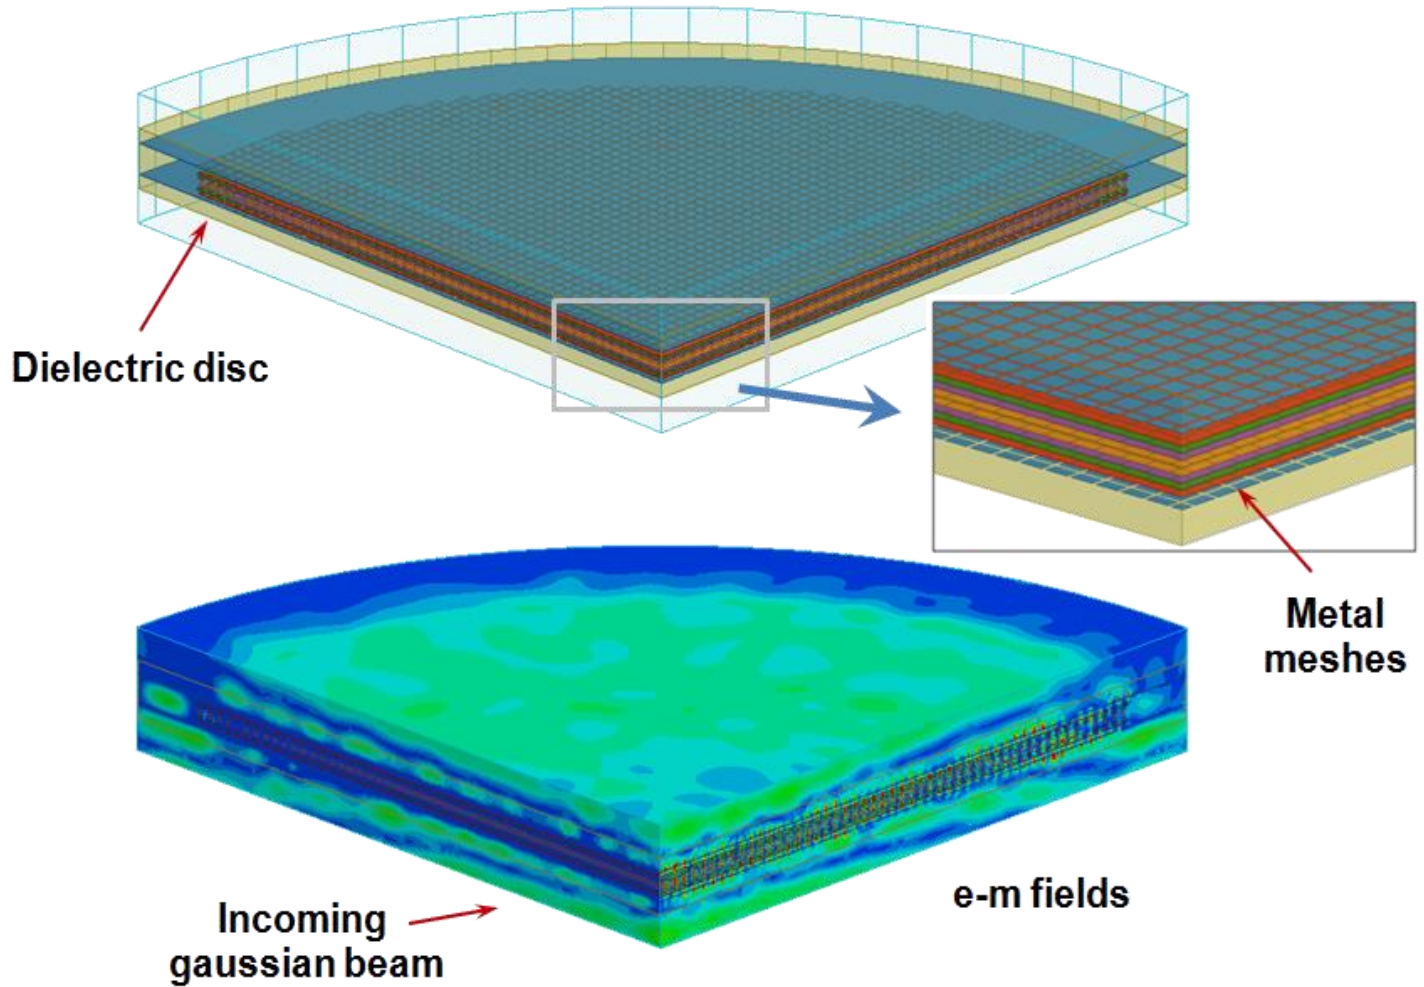 Dielectric disc
Metal
meshes
e-m fields
Incoming
gaussian beam